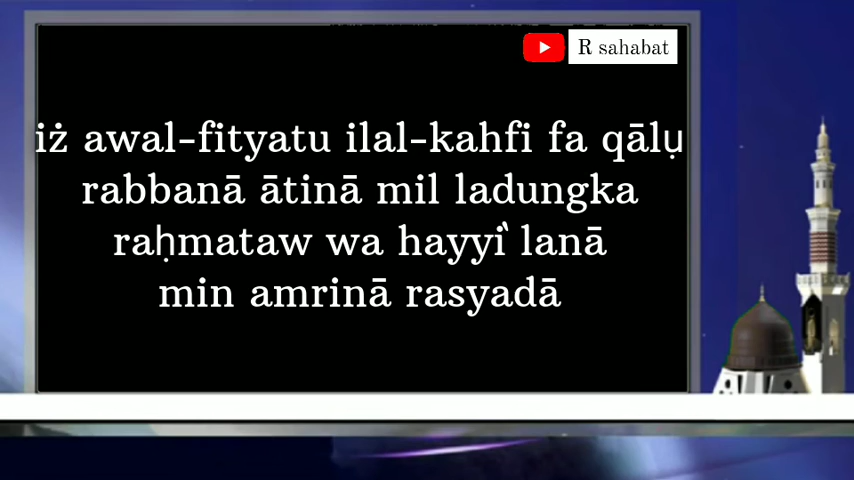 R sahabat
iż awal-fityatu ilal-kahfi fa qālụ
rabbanā ātinā mil ladungka
raḥmataw wa hayyi` lanā
min amrinā rasyadā